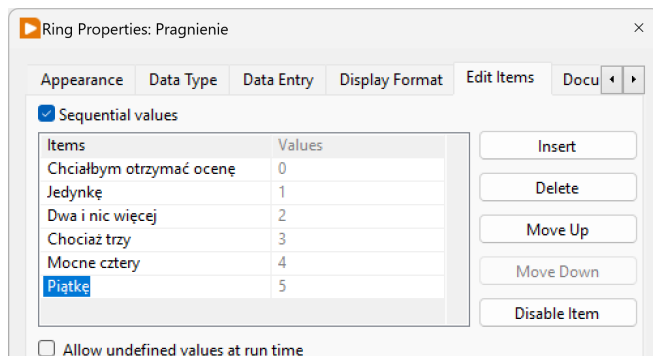 Ring Properties: Pragnienie
Appearance Data Type Data Entry Display Format Edit Items Docu
Sequential values
Items Values
Chciałbym otrzymać ocenę 0
Jedynkę 1
Dwa i nic więcej 2
Chociaż trzy 3
Mocne cztery 4
Piątkę 5
Insert
Delete
Move Up
Move Down
Disable Item
Allow undefined values at run time